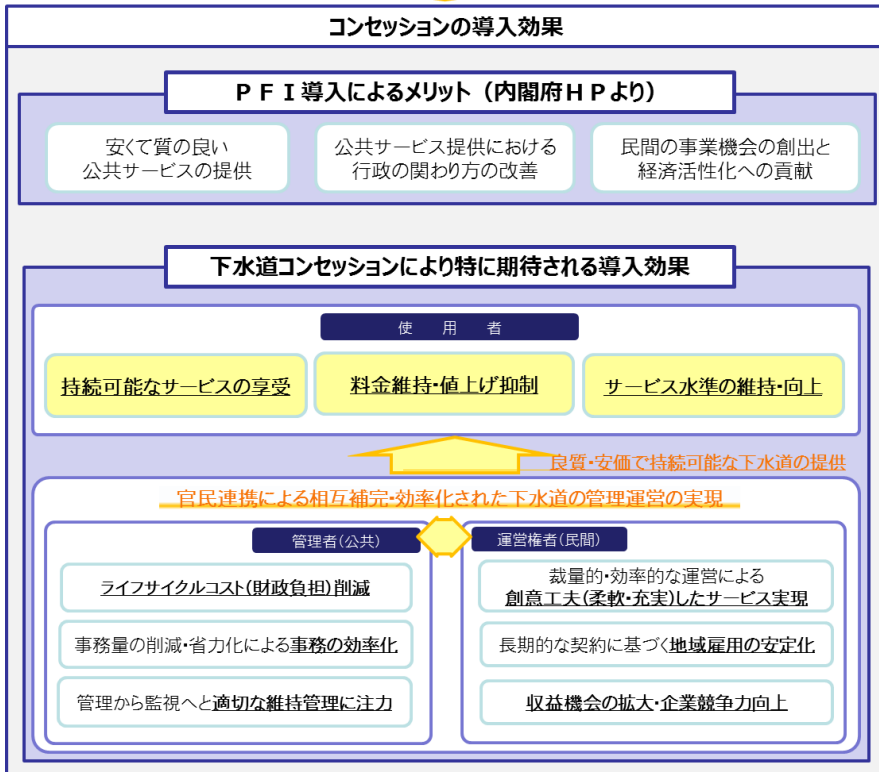 コンセッションの導入効果
ＰＦＩ導入によるメリット（内閣府ＨＰより）
安くて質の良い
公共サービスの提供
公共サービス提供における
行政の関わり方の改善
民間の事業機会の創出と
経済活性化への貢献
下水道コンセッションにより特に期待される導入効果
使　用　者
持続可能なサービスの享受
料金維持・値上げ抑制
サービス水準の維持・向上
良質・安価で持続可能な下水道の提供
官民連携による相互補完・効率化された下水道の管理運営の実現
管理者（公共）
ライフサイクルコスト（財政負担）削減
事務量の削減・省力化による事務の効率化
管理から監視へと適切な維持管理に注力
運営権者（民間）
裁量的・効率的な運営による
創意工夫（柔軟・充実）したサービス実現
長期的な契約に基づく地域雇用の安定化
収益機会の拡大・企業競争力向上